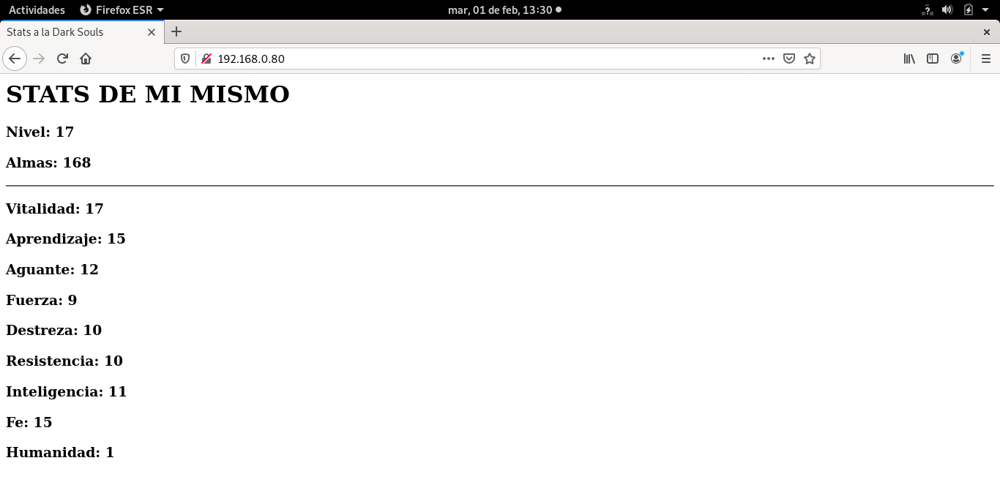 Actividades Firefox ESR mar, 01 de feb, 13:30
Stats a la Dark Souls
192.168.0.80
STATS DE MI MISMO
Nivel: 17
Almas: 168
Vitalidad: 17
Aprendizaje: 15
Aguante: 12
Fuerza: 9
Destreza: 10
Resistencia: 10
Inteligencia: 11
Fe: 15
Humanidad: 1